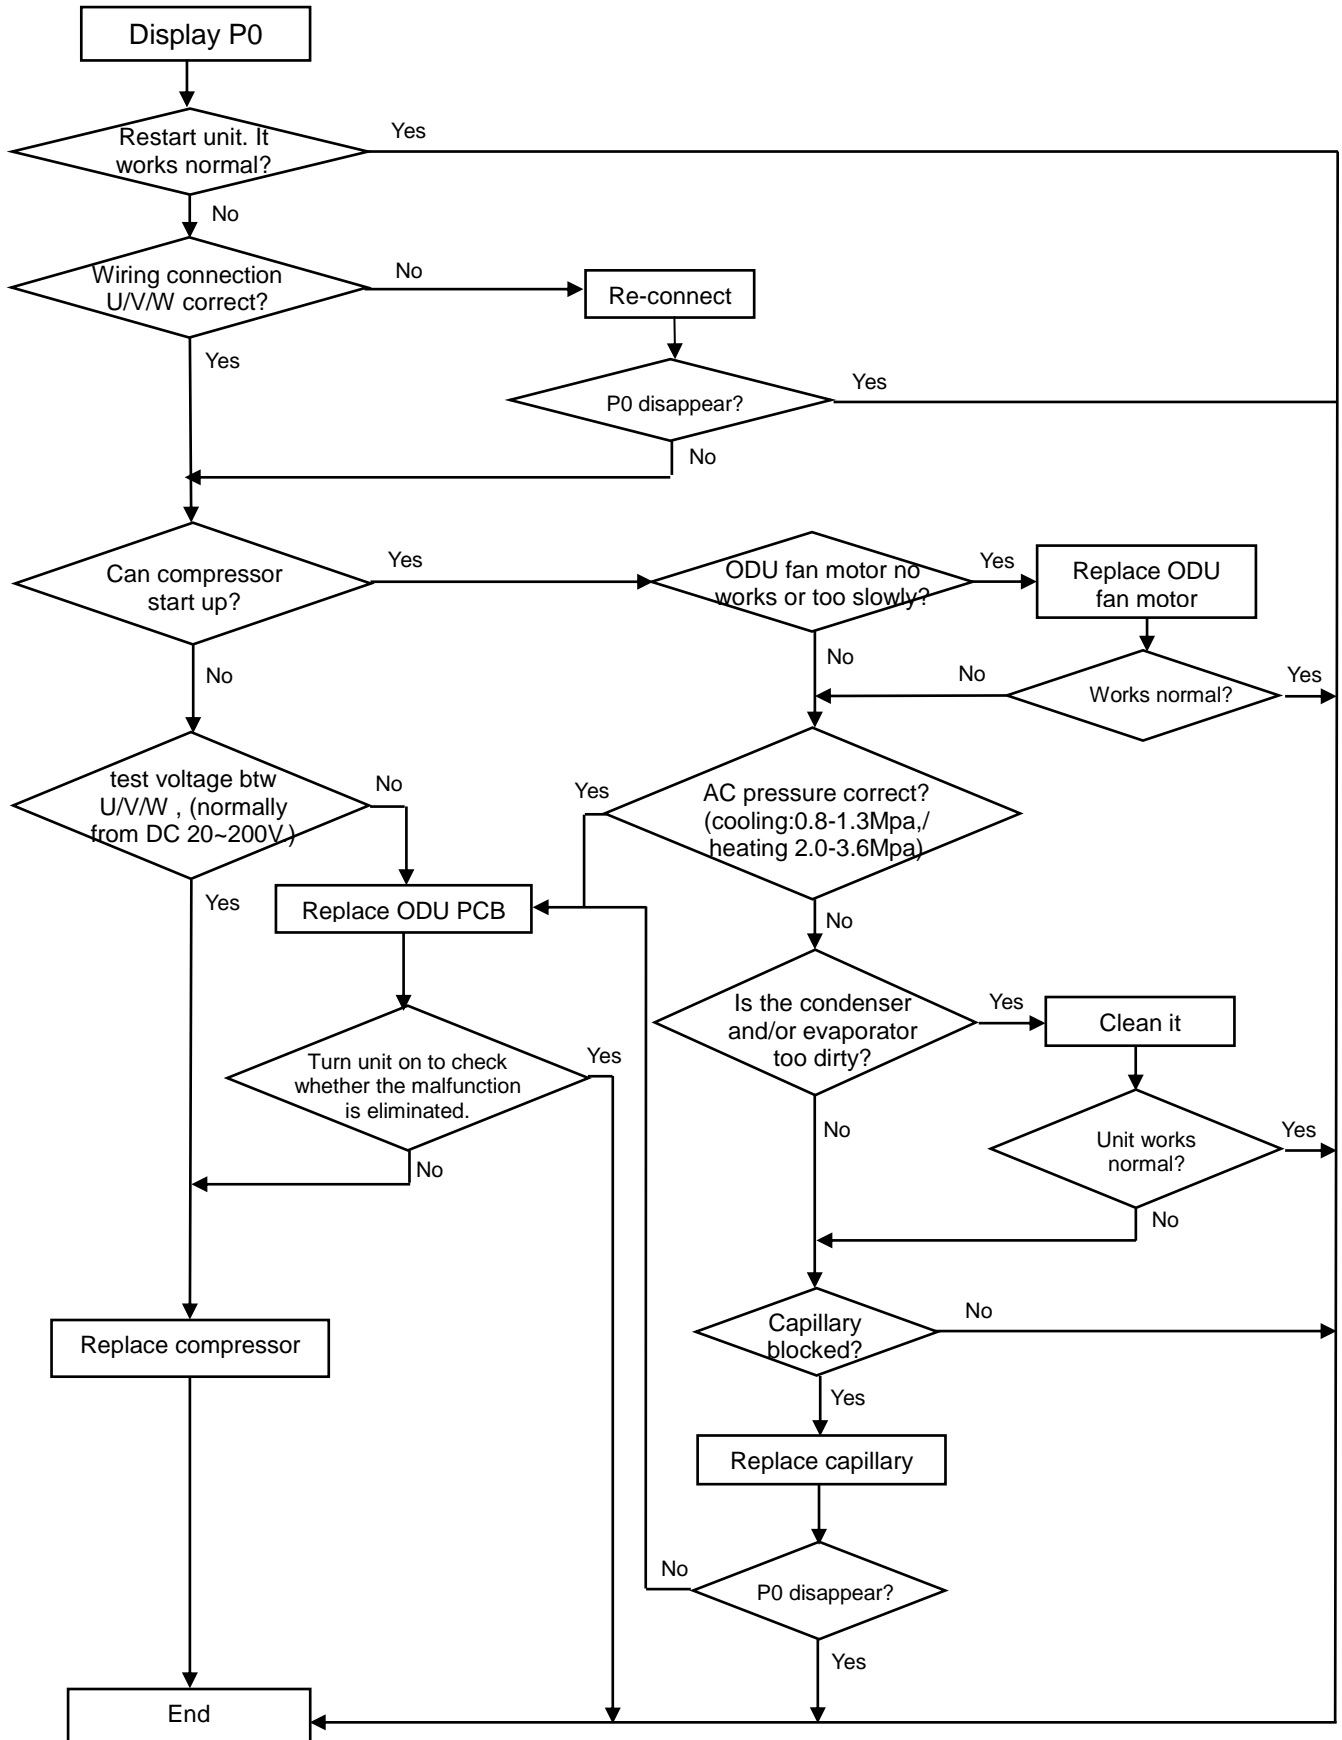 Display P0
Restart unit. It
works normal?
Yes
No
Wiring connection
U/V/W correct?
No
Re-connect
Yes
P0 disappear?
Yes
No
Can compressor
start up?
Yes
ODU fan motor no
works or too slowly?
Yes
Replace ODU
fan motor
No
No
No
Works normal?
Yes
test voltage btw
U/V/W , (normally
from DC 20~200V.)
No
Yes
AC pressure correct?
(cooling:0.8-1.3Mpa,/
heating 2.0-3.6Mpa)
Yes
Replace ODU PCB
No
Is the condenser
and/or evaporator
too dirty?
Yes
Clean it
Turn unit on to check
whether the malfunction
is eliminated.
Yes
No
No
Unit works
normal?
Yes
No
Replace compressor
Capillary
blocked?
No
Yes
Replace capillary
No
P0 disappear?
Yes
End